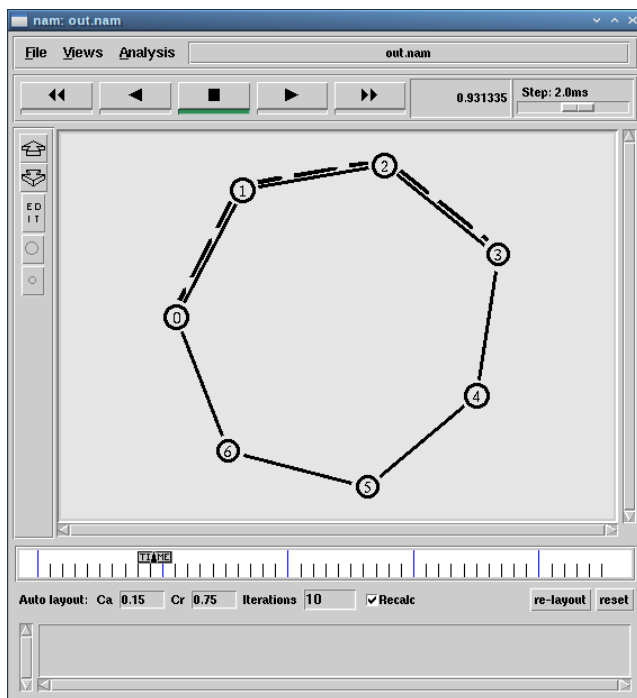 nam: out.nam
File Views Analysis out.nam
0.931335 Step: 2.0ms
E D
I T
2
1
3
0
4
6
5
TIME
Auto layout: Ca 0.15 Cr 0.75 Iterations 10 Recalc re-layout reset